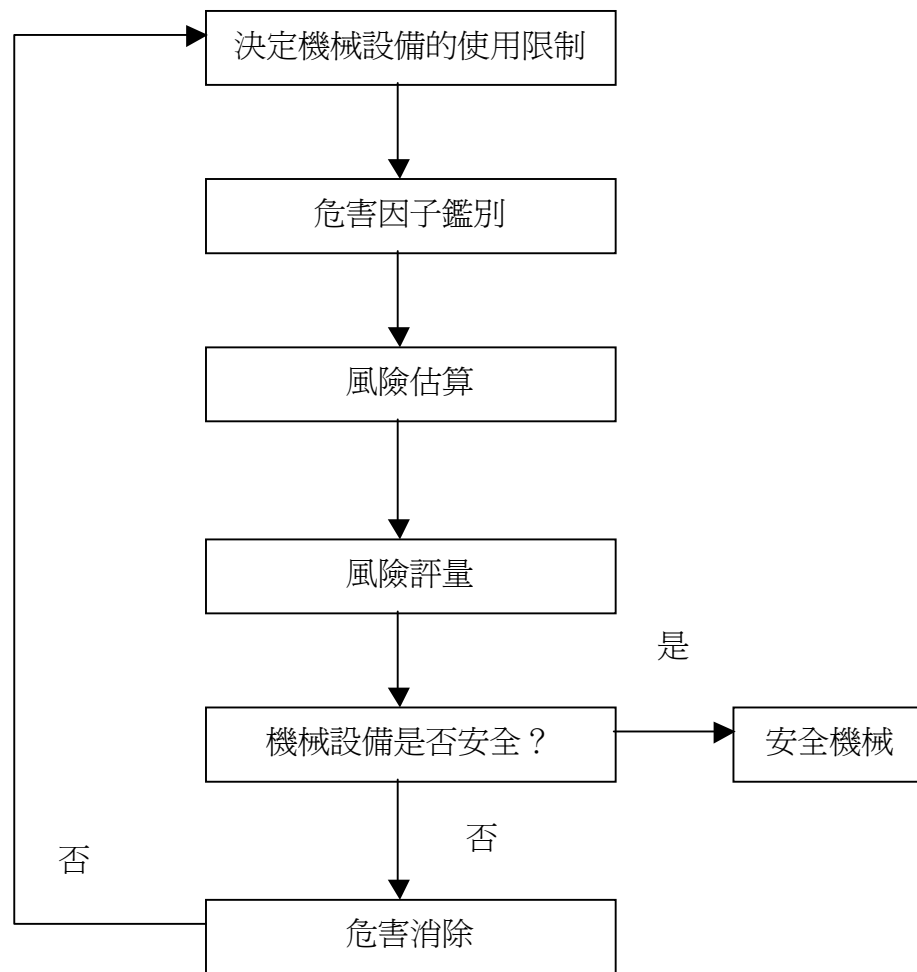 決定機械設備的使用限制
危害因子鑑別
風險估算
風險評量
是
機械設備是否安全？
安全機械
否
否
危害消除